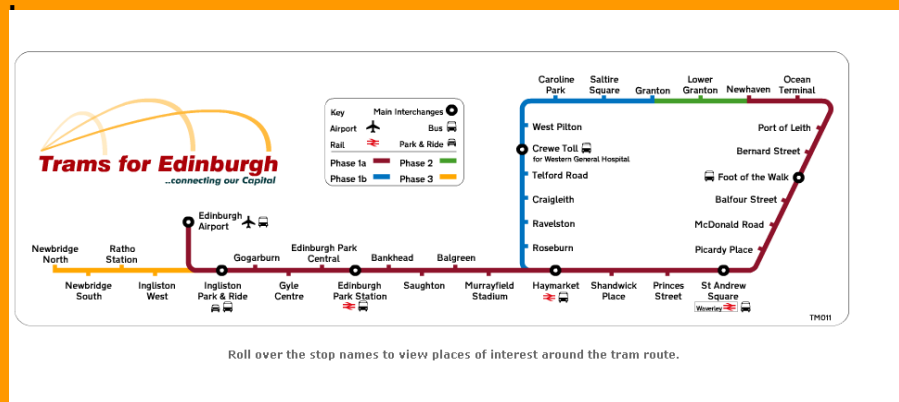 Trams for Edinburgh
..connecting our Capital
Key
Main Interchanges
Airport
Bus
Rail
Park & Ride
Phase 1a
Phase 2
Phase 1b
Phase 3
Caroline
Park
Saltire
Square
Granton
Lower
Granton
Newhaven
Ocean
Terminal
West Pilton
Crewe Toll
for Western General Hospital
Telford Road
Craigleith
Ravelston
Roseburn
Port of Leith
Bernard Street
Foot of the Walk
Balfour Street
McDonald Road
Picardy Place
Edinburgh
Airport
Newbridge
North
Ratho
Station
Gogarburn
Edinburgh Park
Central
Bankhead
Balgreen
Newbridge
South
Ingliston
West
Ingliston
Park & Ride
Gyle
Centre
Edinburgh
Park Station
Saughton
Murrayfield
Stadium
Haymarket
Shandwick
Place
Princes
Street
St Andrew
Square
Waverley
TM011
Roll over the stop names to view places of interest around the tram route.